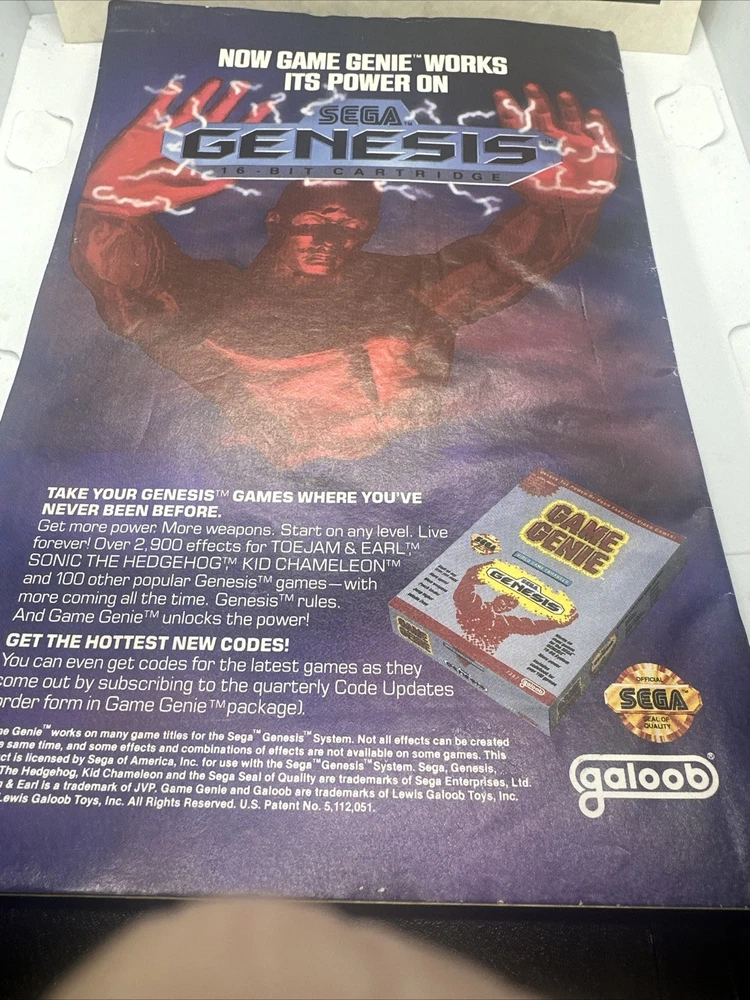 NOW GAME GENIE™ WORKS
ITS POWER ON
SEGA™
GENESIS
16-BIT CARTRIDGE
TAKE YOUR GENESIS™ GAMES WHERE YOU'VE
NEVER BEEN BEFORE.
Get more power. More weapons. Start on any level. Live
forever! Over 2,900 effects for TOEJAM & EARL™,
SONIC THE HEDGEHOG™, KID CHAMELEON™
and 100 other popular Genesis™ games—with
more coming all the time. Genesis™ rules.
And Game Genie™ unlocks the power!
GET THE HOTTEST NEW CODES!
You can even get codes for the latest games as they
come out by subscribing to the quarterly Code Updates
order form in Game Genie™ package).
GAME
GENIE
SEGA
GENESIS
galoob
OFFICIAL
SEGA™
SEAL OF
QUALITY
me Genie™ works on many game titles for the Sega™ Genesis™ System. Not all effects can be created
e same time, and some effects and combinations of effects are not available on some games. This
ct is licensed by Sega of America, Inc. for use with the Sega™ Genesis™ System. Sega, Genesis,
The Hedgehog, Kid Chameleon and the Sega Seal of Quality are trademarks of Sega Enterprises, Ltd.
& Earl is a trademark of JVP. Game Genie and Galoob are trademarks of Lewis Galoob Toys, Inc.
Lewis Galoob Toys, Inc. All Rights Reserved. U.S. Patent No. 5,112,051.
galoob®